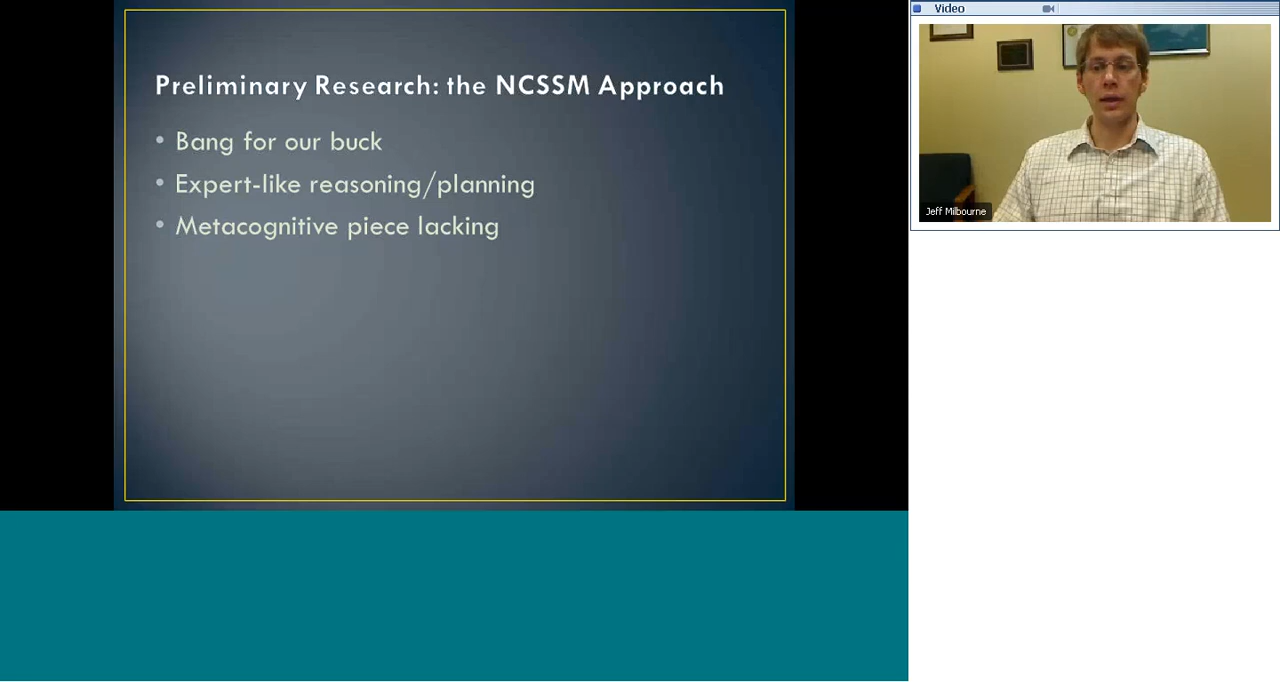 Preliminary Research: the NCSSM Approach
• Bang for our buck
• Expert-like reasoning/planning
• Metacognitive piece lacking
Video
Jeff Milbourne